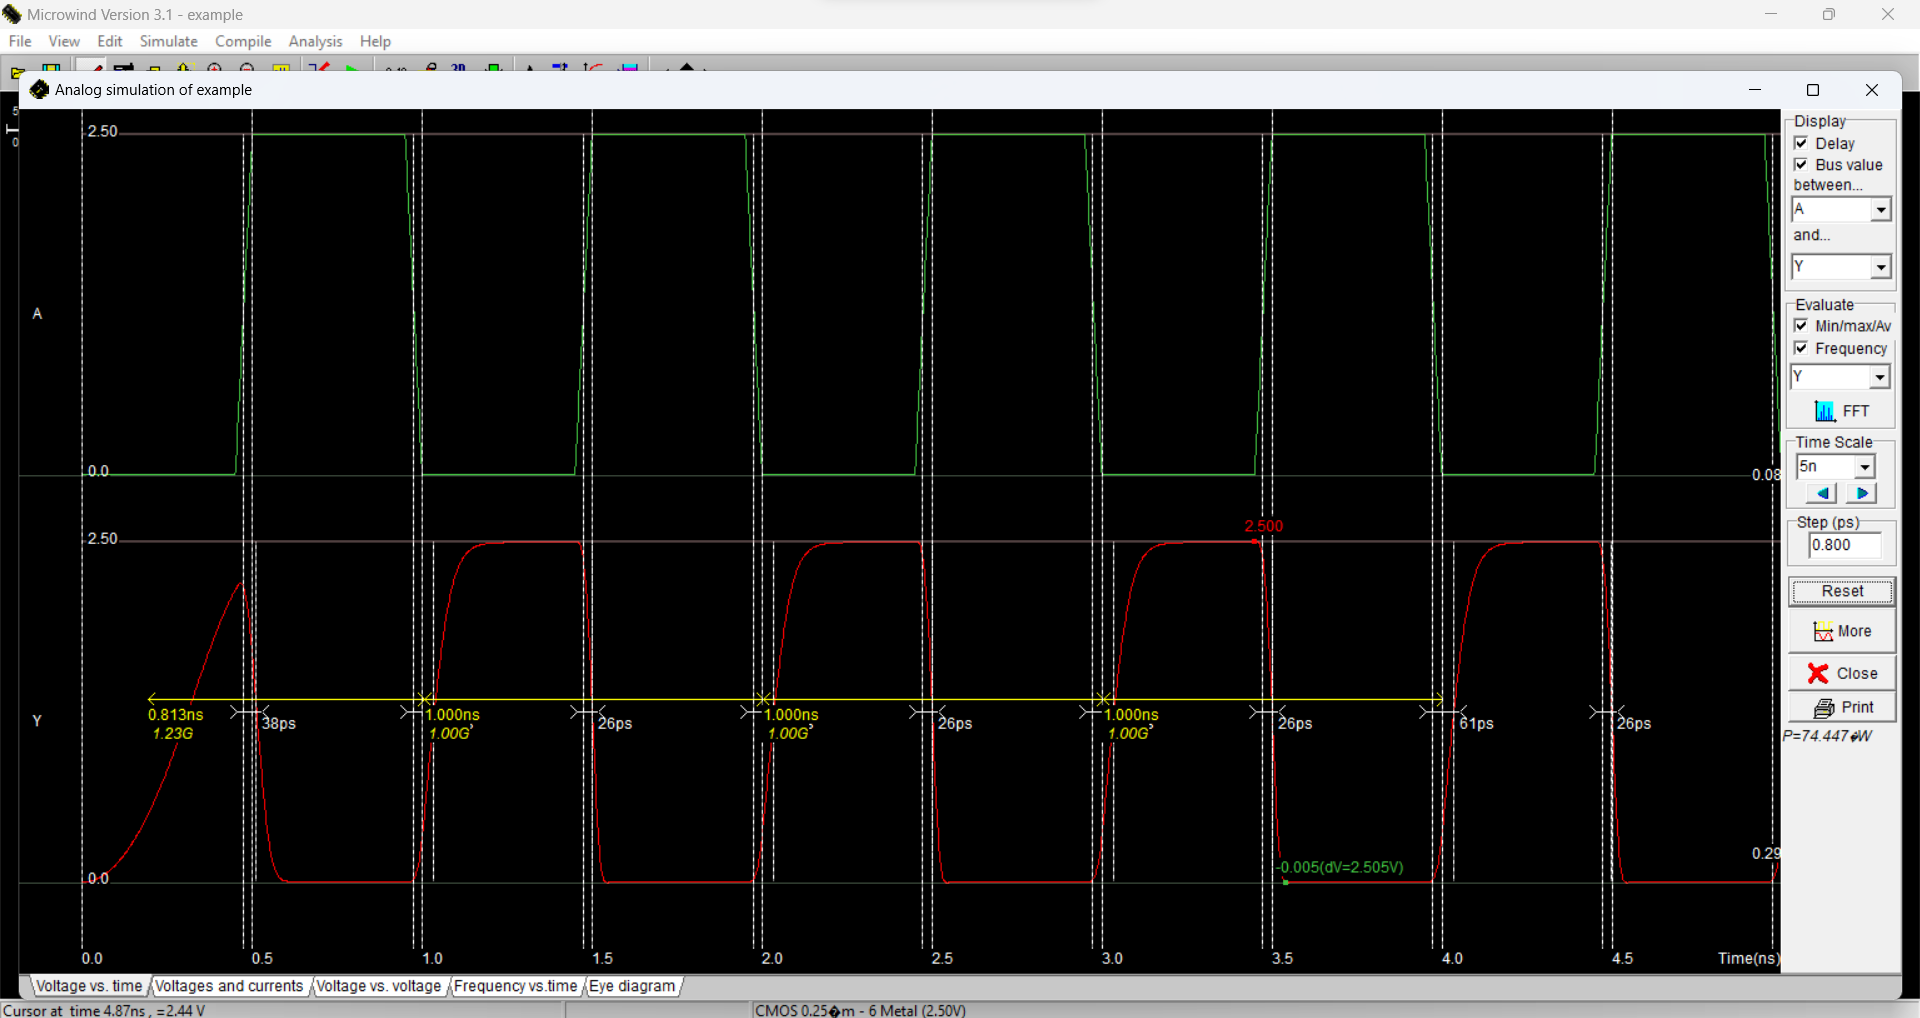 Microwind Version 3.1 - example
File View Edit Simulate Compile Analysis Help
Analog simulation of example
2.50
A
0.0
0.08
2.50
2.500
Y
0.813ns 1.000ns 1.000ns 1.000ns
1.23G 1.00G 1.00G 1.00G
38ps 26ps 26ps 26ps 61ps 26ps
0.29
-0.005(dV=2.505V)
0.0
0.0 0.5 1.0 1.5 2.0 2.5 3.0 3.5 4.0 4.5 Time(ns)
Display
Delay
Bus value
between...
A
and...
Y
Evaluate
Min/max/Av
Frequency
Y
FFT
Time Scale
5n
Step (ps)
0.800
Reset
More
Close
Print
P=74.447�W
Voltage vs. time Voltages and currents Voltage vs. voltage Frequency vs.time Eye diagram
Cursor at time 4.87ns , =2.44 V
CMOS 0.25�m - 6 Metal (2.50V)